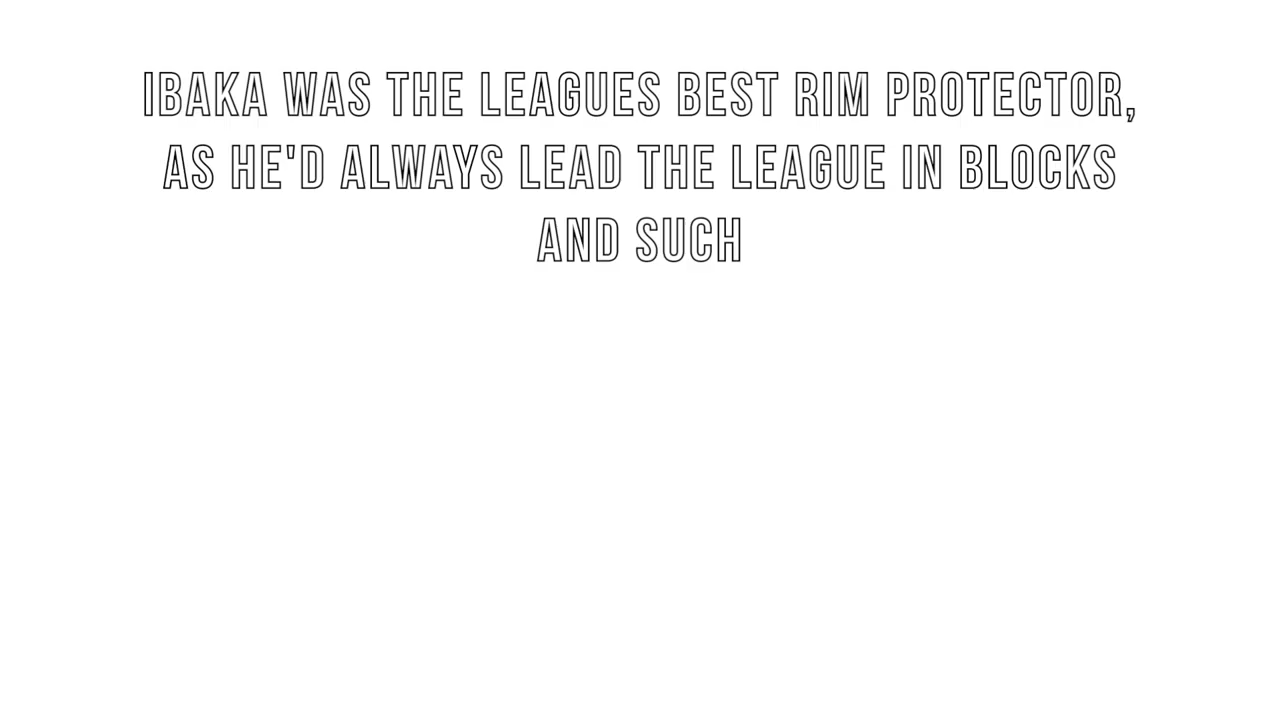 IBAKA WAS THE LEAGUES BEST RIM PROTECTOR,
AS HE'D ALWAYS LEAD THE LEAGUE IN BLOCKS
AND SUCH